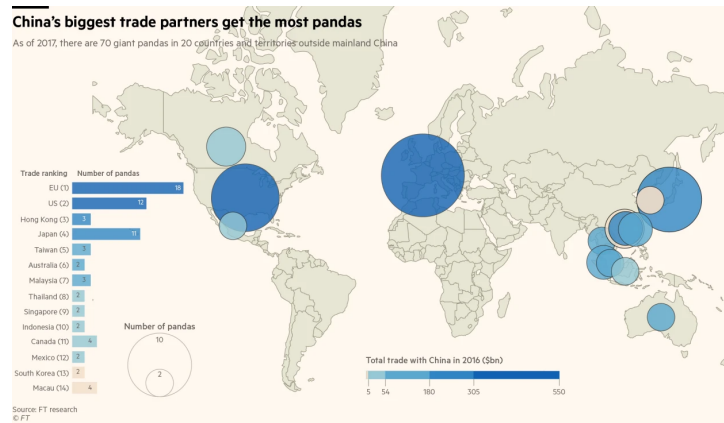 China's biggest trade partners get the most pandas
As of 2017, there are 70 giant pandas in 20 countries and territories outside mainland China
Trade ranking Number of pandas
EU (1) 18
US (2) 12
Hong Kong (3) 3
Japan (4) 11
Taiwan (5) 3
Australia (6) 2
Malaysia (7) 3
Thailand (8) 2
Singapore (9) 2
Indonesia (10) 2
Canada (11) 4
Mexico (12) 2
South Korea (13) 2
Macau (14) 4
Number of pandas
10
2
Total trade with China in 2016 ($bn)
5 54 180 305 550
Source: FT research
© FT